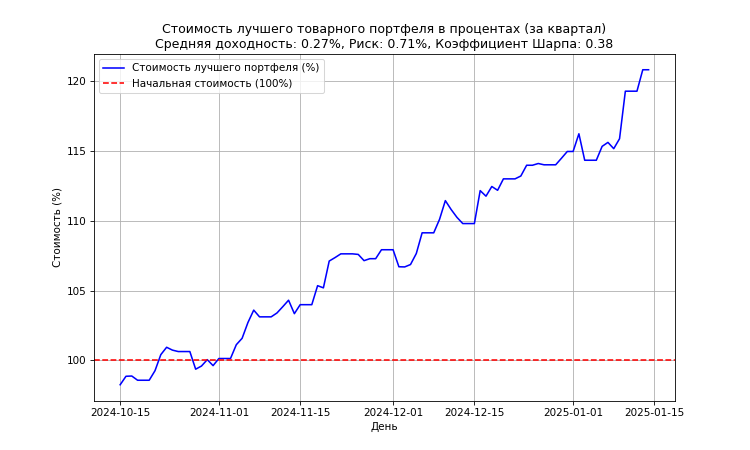 Стоимость лучшего товарного портфеля в процентах (за квартал)
Средняя доходность: 0.27%, Риск: 0.71%, Коэффициент Шарпа: 0.38
Стоимость лучшего портфеля (%)
Начальная стоимость (100%)
Стоимость (%)
120
115
110
105
100
2024-10-15 2024-11-01 2024-11-15 2024-12-01 2024-12-15 2025-01-01 2025-01-15
День